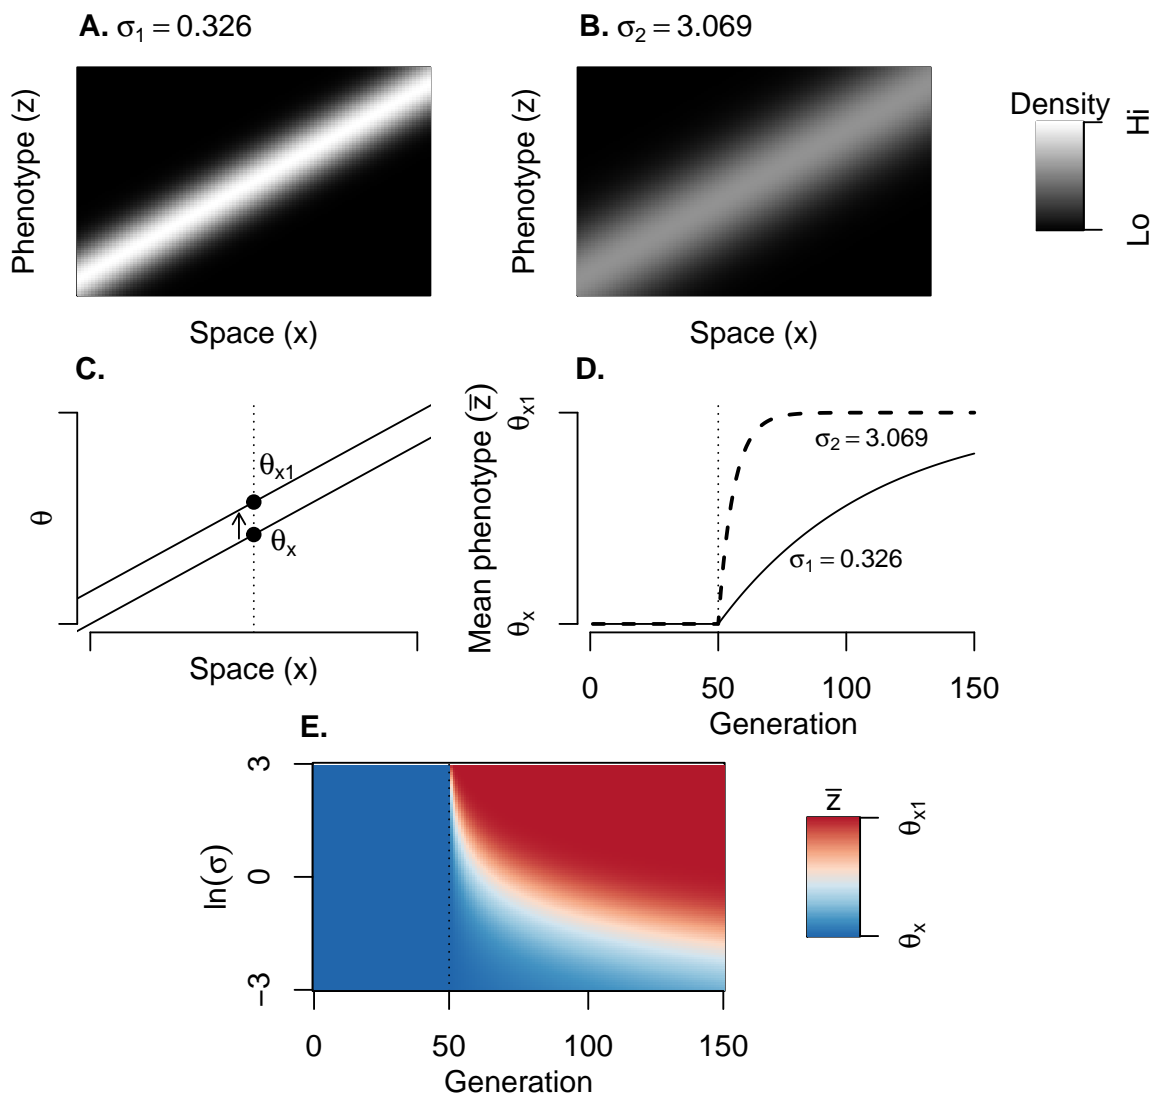 A. σ1 = 0.326
B. σ2 = 3.069
Phenotype (z)
Space (x)
Phenotype (z)
Space (x)
Density
Hi
Lo
C.
θ
θx1
θx
Space (x)
D.
Mean phenotype (z̅)
θx1
θx
σ2 = 3.069
σ1 = 0.326
0 50 100 150
Generation
E.
ln(σ)
3
0
−3
0 50 100 150
Generation
z̅
θx1
θx